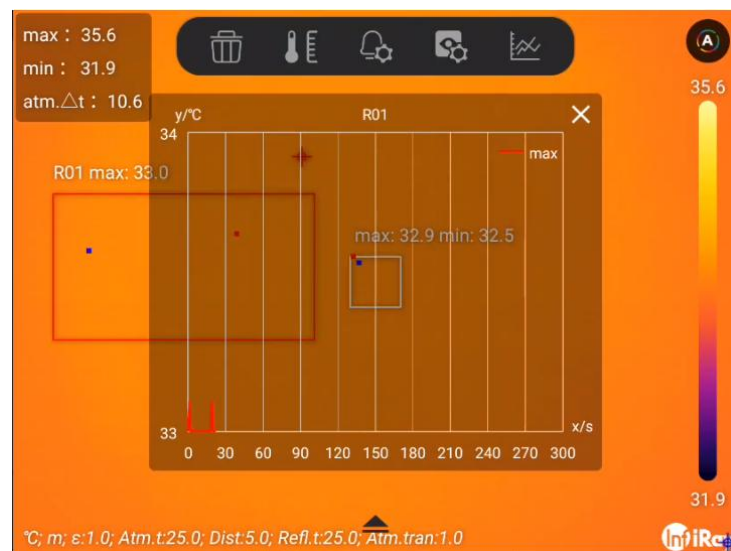 max： 35.6
min： 31.9
atm.△t： 10.6
A
35.6
y/℃
R01
34
max
R01 max: 33.0
max: 32.9 min: 32.5
33
x/s
0 30 60 90 120 150 180 210 240 270 300
31.9
℃; m; ε:1.0; Atm.t:25.0; Dist:5.0; Refl.t:25.0; Atm.tran:1.0